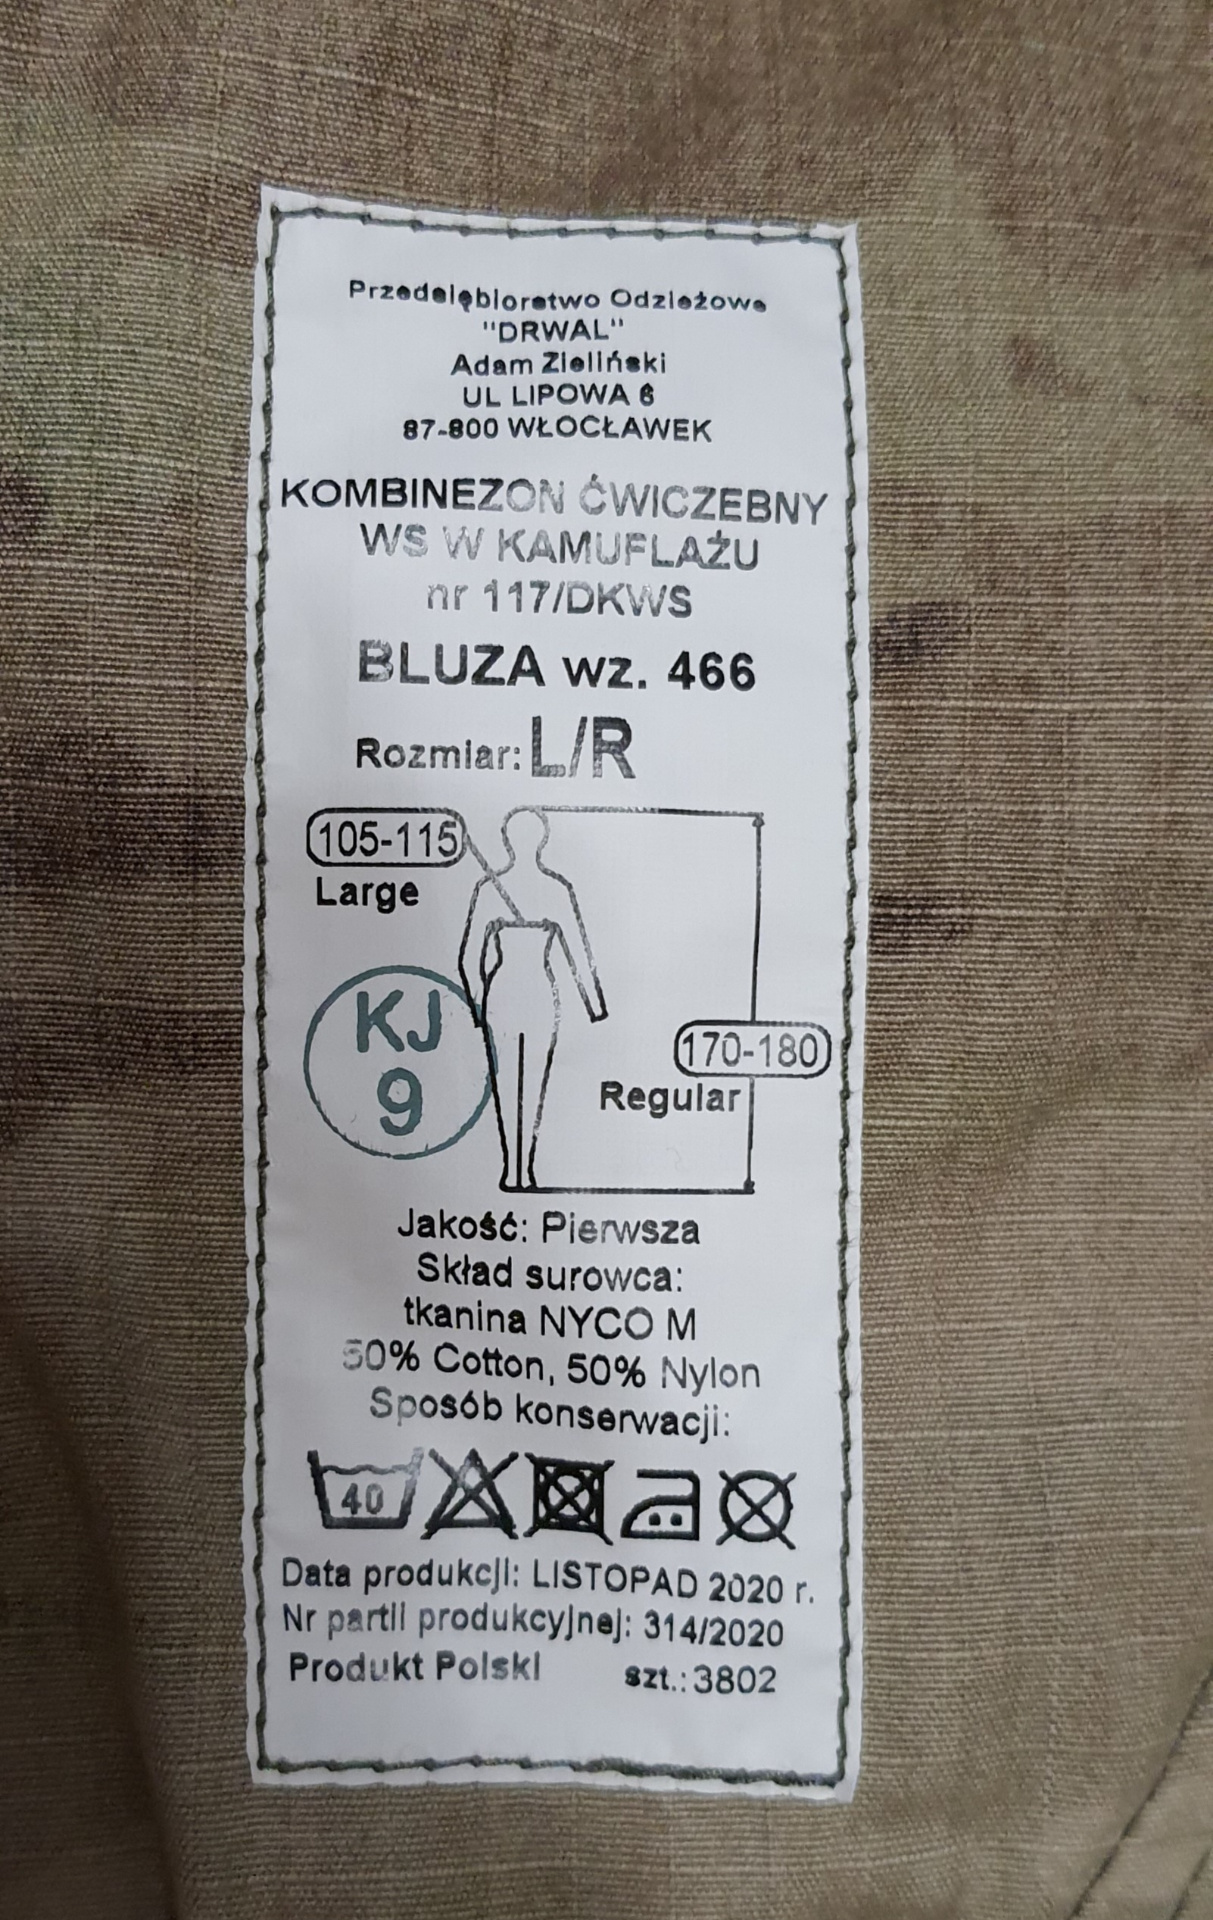 Przedsiębiorstwo Odzieżowe
"DRWAL"
Adam Zieliński
UL LIPOWA 6
87-800 WŁOCŁAWEK
KOMBINEZON ĆWICZEBNY
WS W KAMUFLAŻU
nr 117/DKWS
BLUZA wz. 466
Rozmiar: L/R
105-115
Large
KJ
9
170-180
Regular
Jakość: Pierwsza
Skład surowca:
tkanina NYCO M
50% Cotton, 50% Nylon
Sposób konserwacji:
40
Data produkcji: LISTOPAD 2020 r.
Nr partii produkcyjnej: 314/2020
Produkt Polski szt.: 3802